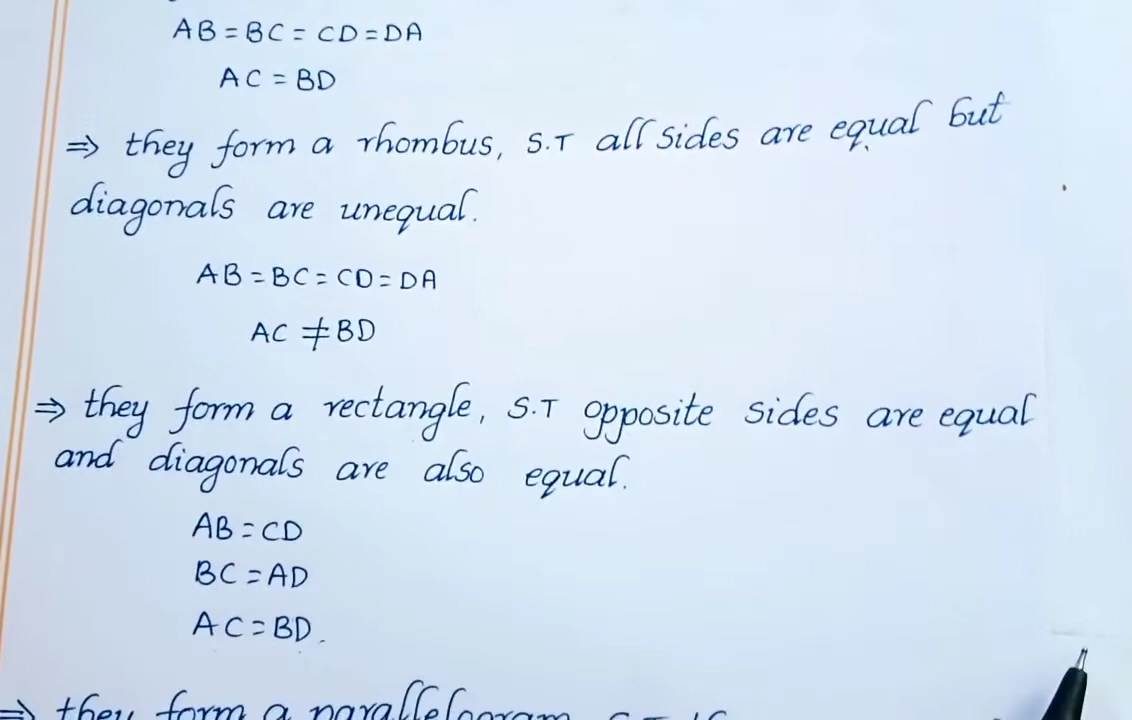 AB = BC = CD = DA
AC = BD
⇒ they form a rhombus, S.T all sides are equal but
diagonals are unequal.
AB = BC = CD = DA
AC ≠ BD
⇒ they form a rectangle, S.T opposite sides are equal
and diagonals are also equal.
AB = CD
BC = AD
AC = BD.
⇒ they form a parallelogram